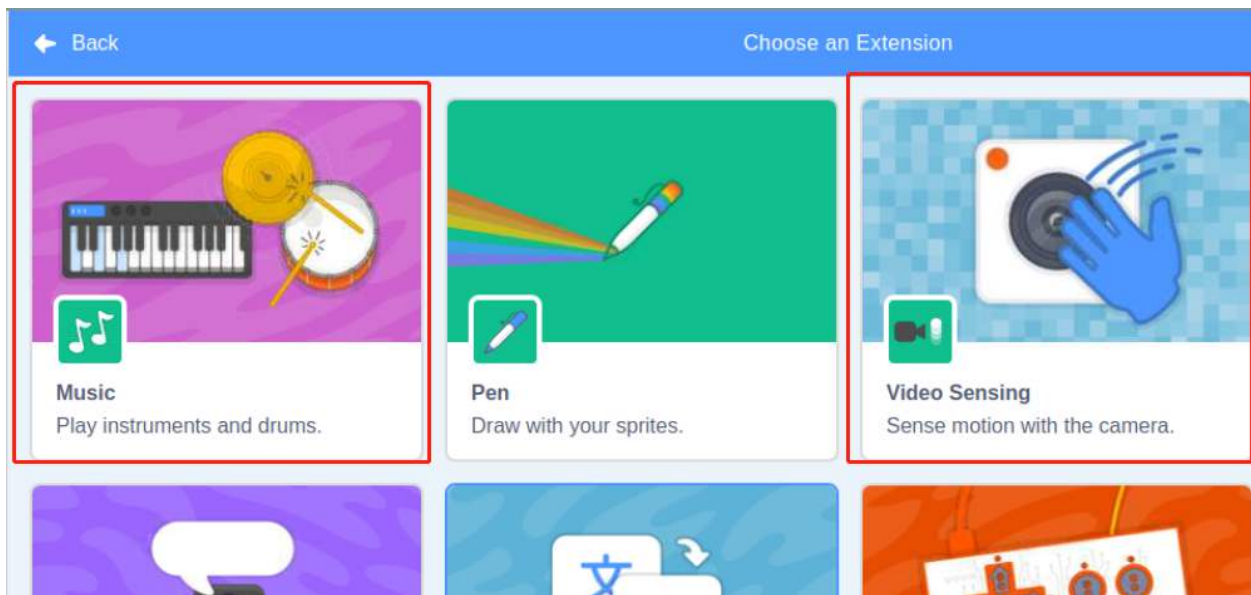 Back
Choose an Extension
Music
Play instruments and drums.
Pen
Draw with your sprites.
Video Sensing
Sense motion with the camera.
文